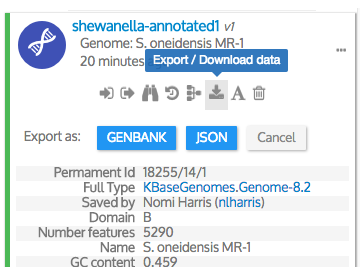 shewanella-annotated1 v1
Genome: S. oneidensis MR-1
20 minutes
Export / Download data
Export as: GENBANK JSON Cancel
Permament Id 18255/14/1
Full Type KBaseGenomes.Genome-8.2
Saved by Nomi Harris (nlharris)
Domain B
Number features 5290
Name S. oneidensis MR-1
GC content 0.459